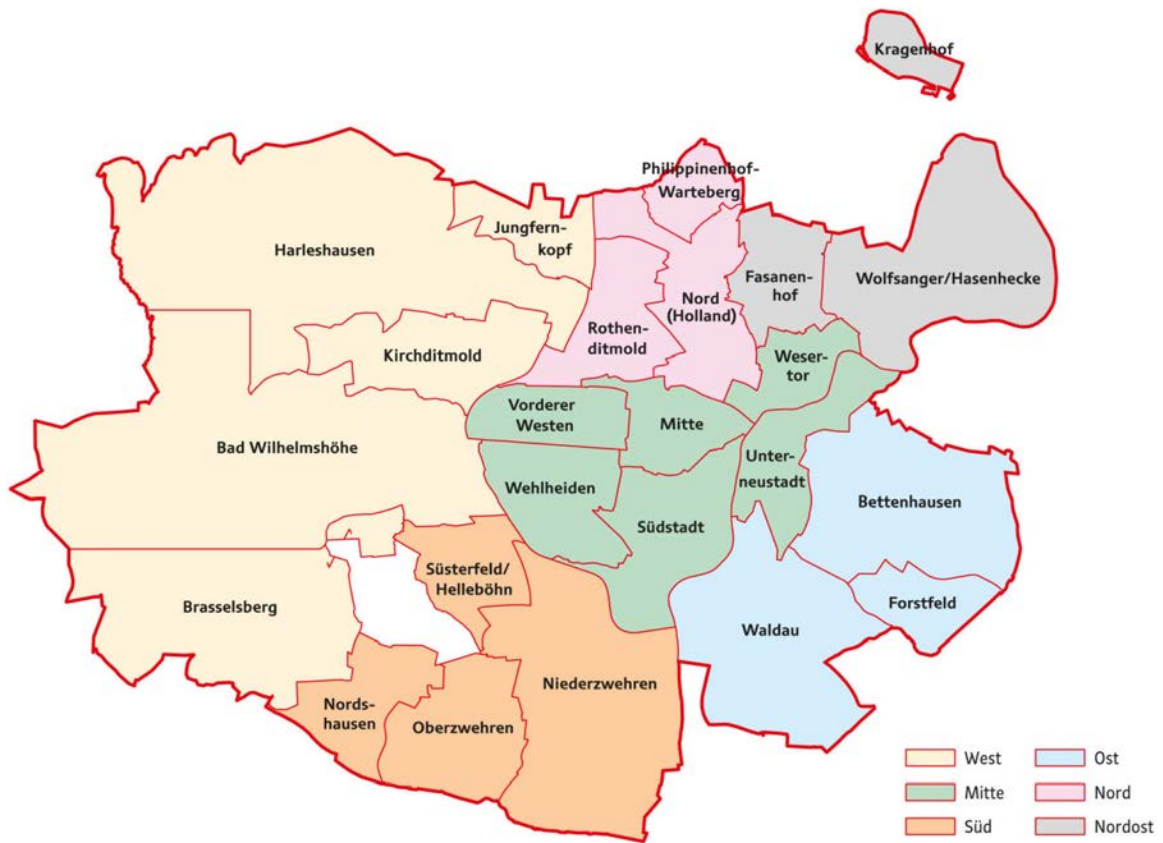 Kragenhof
Philippinenhof-
Warteberg
Jungfern-
kopf
Harleshausen
Fasanen-
hof
Wolfsanger/Hasenhecke
Nord
(Holland)
Rothen-
ditmold
Kirchditmold
Weser-
tor
Vorderer
Westen
Mitte
Bad Wilhelmshöhe
Unter-
neustadt
Wehlheiden
Bettenhausen
Südstadt
Süsterfeld/
Helleböhn
Brasselsberg
Forstfeld
Waldau
Niederzwehren
Nords-
hausen
Oberzwehren
West
Ost
Mitte
Nord
Süd
Nordost